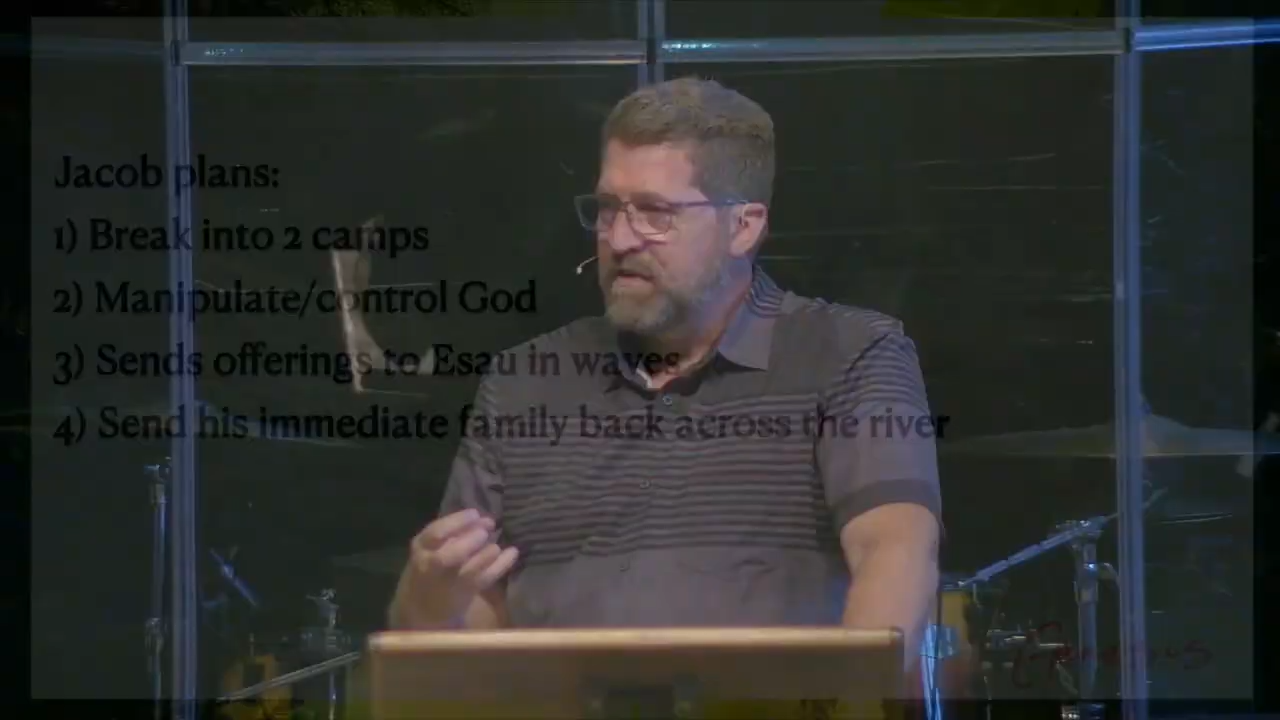 Jacob plans:
1) Break into 2 camps
2) Manipulate/control God
3) Sends offerings to Esau in waves
4) Send his immediate family back across the river